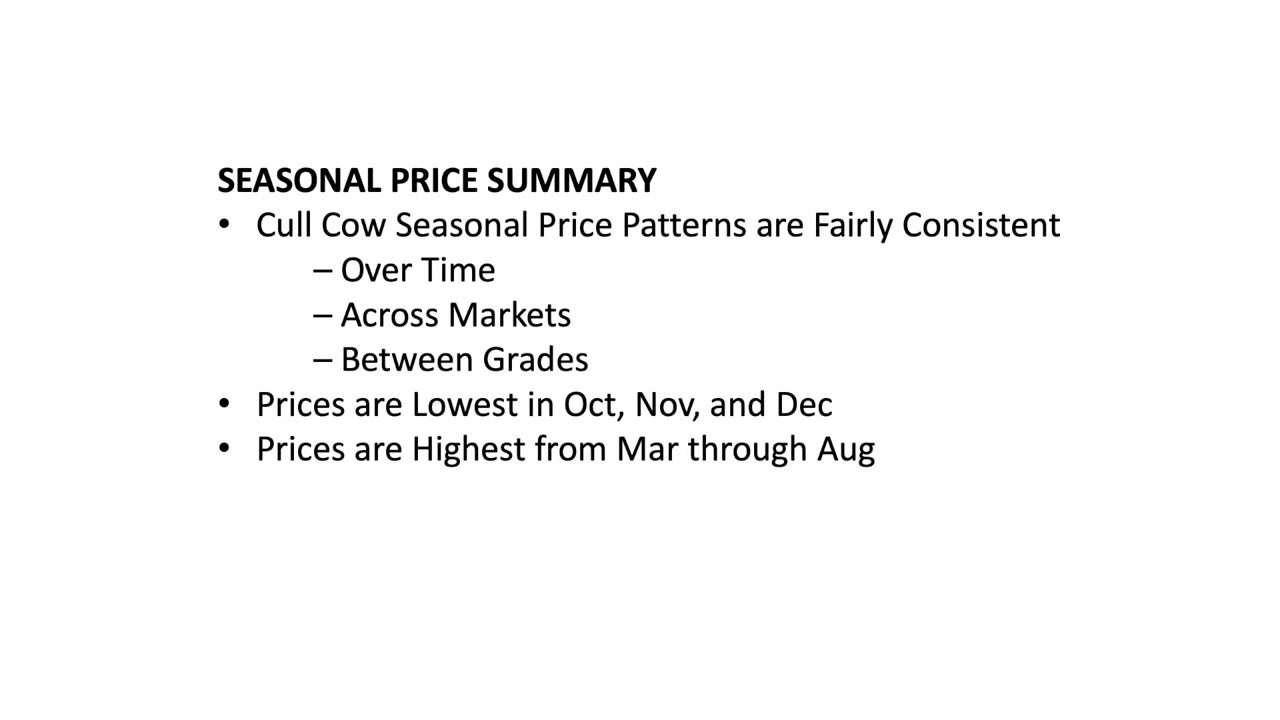 SEASONAL PRICE SUMMARY
• Cull Cow Seasonal Price Patterns are Fairly Consistent
– Over Time
– Across Markets
– Between Grades
• Prices are Lowest in Oct, Nov, and Dec
• Prices are Highest from Mar through Aug